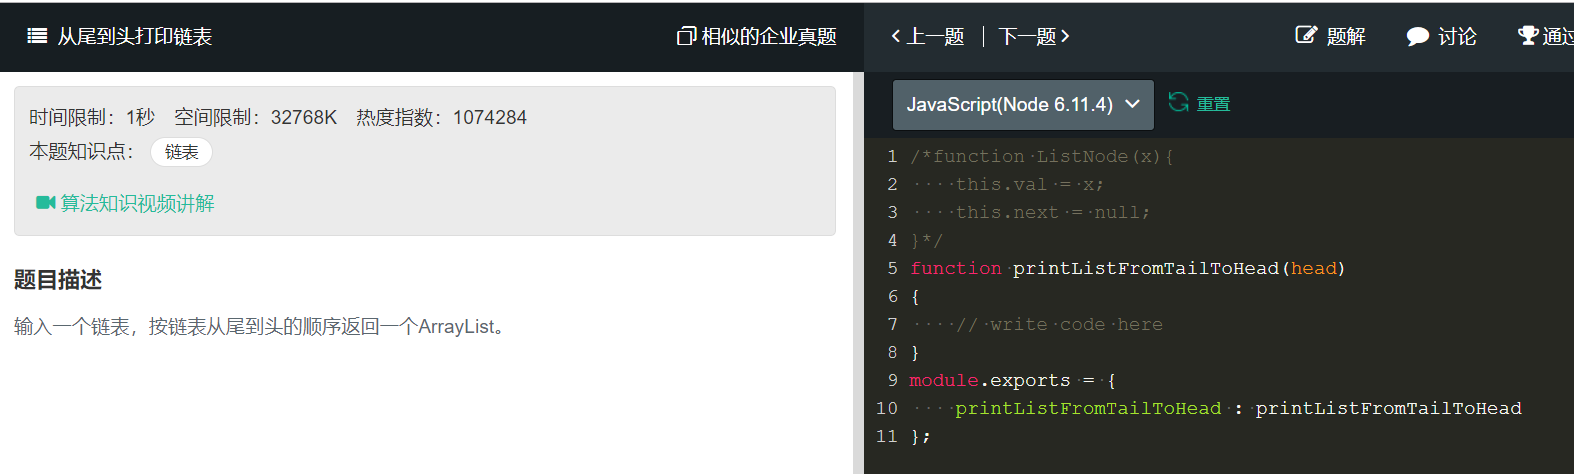 从尾到头打印链表
相似的企业真题
时间限制：1秒 空间限制：32768K 热度指数：1074284
本题知识点： 链表
算法知识视频讲解
题目描述
输入一个链表，按链表从尾到头的顺序返回一个ArrayList。
上一题 | 下一题
题解
讨论
通过
JavaScript(Node 6.11.4)
重置
1 /*function ListNode(x){
2     this.val = x;
3     this.next = null;
4 }*/
5 function printListFromTailToHead(head)
6 {
7     // write code here
8 }
9 module.exports = {
10     printListFromTailToHead : printListFromTailToHead
11 };